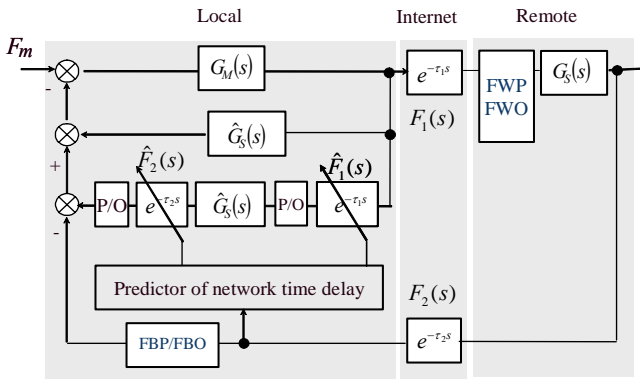 Local Internet Remote
F_m
G_M(s)
e^{-τ_1 s}
FWP
FWO
G_S(s)
-
F_1(s)
Ĝ_S(s)
F̂_2(s)
F̂_1(s)
+
P/O
e^{-τ_2 s}
Ĝ_S(s)
P/O
e^{-τ_1 s}
-
Predictor of network time delay
F_2(s)
FBP/FBO
e^{-τ_2 s}